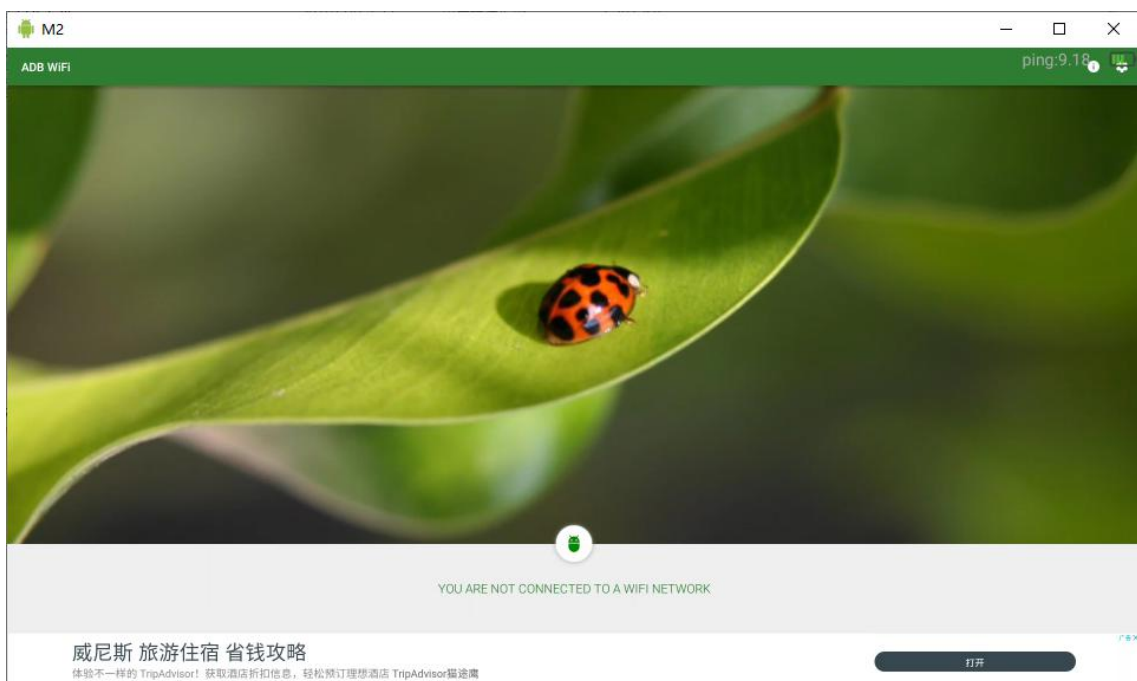 M2
ADB WiFi
ping:9.18
YOU ARE NOT CONNECTED TO A WIFI NETWORK
广告
威尼斯 旅游住宿 省钱攻略
体验不一样的 TripAdvisor! 获取酒店折扣信息, 轻松预订理想酒店 TripAdvisor猫途鹰
打开